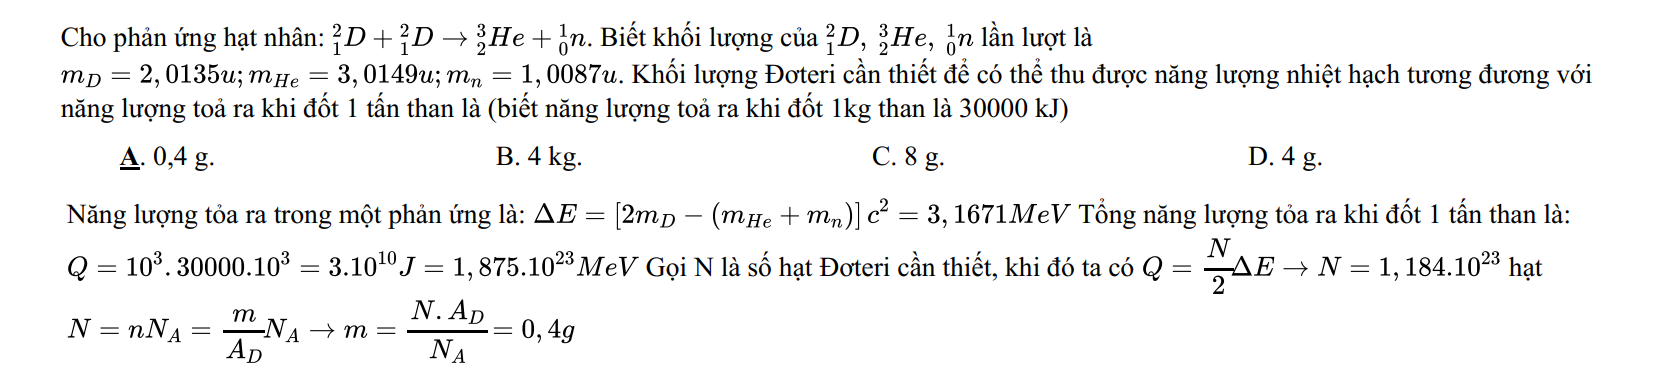 Cho phản ứng hạt nhân: ${}^{2}_{1}D + {}^{2}_{1}D \rightarrow {}^{3}_{2}He + {}^{1}_{0}n$. Biết khối lượng của ${}^{2}_{1}D$, ${}^{3}_{2}He$, ${}^{1}_{0}n$ lần lượt là
$m_D = 2,0135u; m_{He} = 3,0149u; m_n = 1,0087u$. Khối lượng Đơteri cần thiết để có thể thu được năng lượng nhiệt hạch tương đương với
năng lượng toả ra khi đốt 1 tấn than là (biết năng lượng toả ra khi đốt 1kg than là 30000 kJ)
A. 0,4 g. B. 4 kg. C. 8 g. D. 4 g.
Năng lượng tỏa ra trong một phản ứng là: $\Delta E = [2m_D - (m_{He} + m_n)] c^2 = 3,1671 MeV$ Tổng năng lượng tỏa ra khi đốt 1 tấn than là:
$Q = 10^3.30000.10^3 = 3.10^{10} J = 1,875.10^{23} MeV$ Gọi N là số hạt Đơteri cần thiết, khi đó ta có $Q = \frac{N}{2} \Delta E \rightarrow N = 1,184.10^{23}$ hạt
$N = nN_A = \frac{m}{A_D} N_A \rightarrow m = \frac{N.A_D}{N_A} = 0,4g$